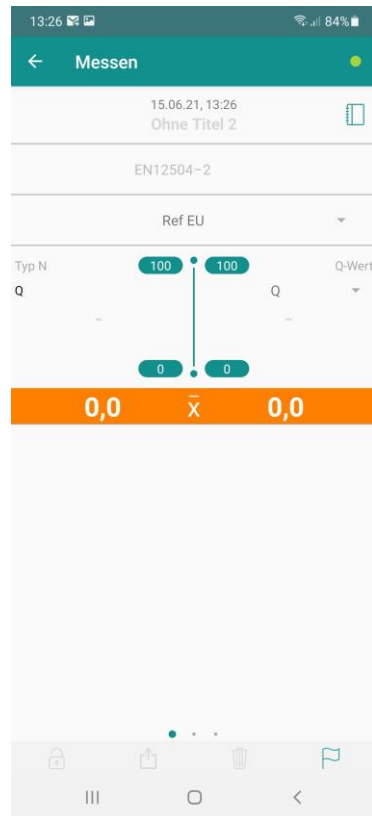 13:26 84%
Messen
15.06.21, 13:26
Ohne Titel 2
EN12504-2
Ref EU
Typ N 100 100 Q-Wert
Q Q
- -
0 0
0,0 x̅ 0,0